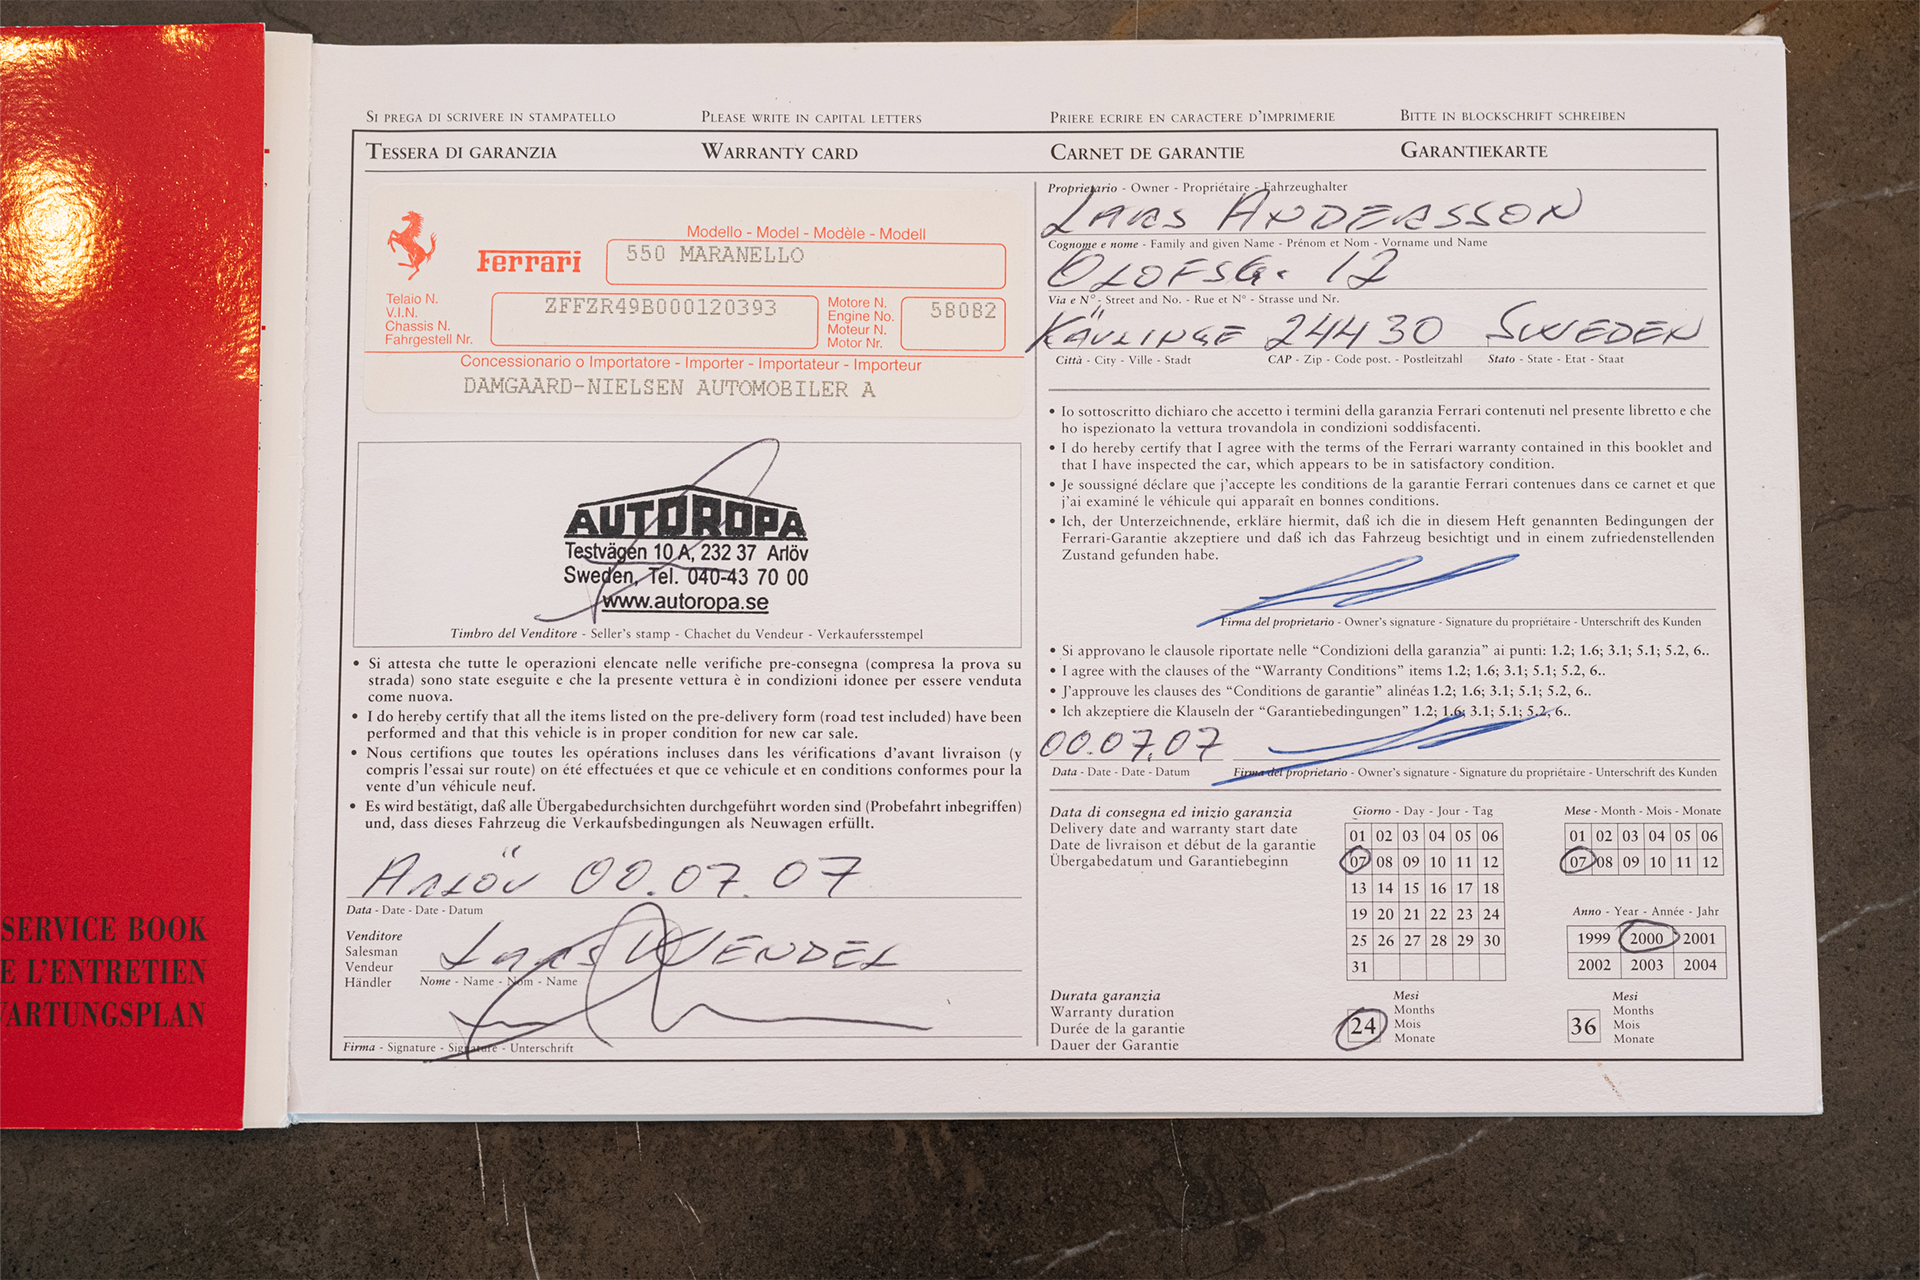 SERVICE BOOK
E L'ENTRETIEN
WARTUNGSPLAN
SI PREGA DI SCRIVERE IN STAMPATELLO PLEASE WRITE IN CAPITAL LETTERS PRIERE ECRIRE EN CARACTERE D'IMPRIMERIE BITTE IN BLOCKSCHRIFT SCHREIBEN
TESSERA DI GARANZIA WARRANTY CARD CARNET DE GARANTIE GARANTIEKARTE
Modello - Model - Modèle - Modell
Ferrari 550 MARANELLO
Telaio N.
V.I.N.
Chassis N.
Fahrgestell Nr.
ZFFZR49B000120393
Motore N.
Engine No.
Moteur N.
Motor Nr.
58082
Concessionario o Importatore - Importer - Importateur - Importeur
DAMGAARD-NIELSEN AUTOMOBILER A
AUTOROPA
Testvägen 10 A, 232 37 Arlöv
Sweden, Tel. 040-43 70 00
www.autoropa.se
Timbro del Venditore - Seller's stamp - Chachet du Vendeur - Verkaufersstempel
• Si attesta che tutte le operazioni elencate nelle verifiche pre-consegna (compresa la prova su
strada) sono state eseguite e che la presente vettura è in condizioni idonee per essere venduta
come nuova.
• I do hereby certify that all the items listed on the pre-delivery form (road test included) have been
performed and that this vehicle is in proper condition for new car sale.
• Nous certifions que toutes les opérations incluses dans les vérifications d'avant livraison (y
compris l'essai sur route) on été effectuées et que ce vehicule et en conditions conformes pour la
vente d'un véhicule neuf.
• Es wird bestätigt, daß alle Übergabedurchsichten durchgeführt worden sind (Probefahrt inbegriffen)
und, dass dieses Fahrzeug die Verkaufsbedingungen als Neuwagen erfüllt.
ARLÖV 00.07.07
Data - Date - Date - Datum
Venditore
Salesman
Vendeur
Händler
LARS WENDEL
Nome - Name - Nom - Name
Firma - Signature - Signature - Unterschrift
Proprietario - Owner - Propriétaire - Fahrzeughalter
LARS ANDERSSON
Cognome e nome - Family and given Name - Prénom et Nom - Vorname und Name
OLOFSG. 12
Via e N° - Street and No. - Rue et N° - Strasse und Nr.
KÄVLINGE 244 30 SWEDEN
Città - City - Ville - Stadt CAP - Zip - Code post. - Postleitzahl Stato - State - Etat - Staat
• Io sottoscritto dichiaro che accetto i termini della garanzia Ferrari contenuti nel presente libretto e che
ho ispezionato la vettura trovandola in condizioni soddisfacenti.
• I do hereby certify that I agree with the terms of the Ferrari warranty contained in this booklet and
that I have inspected the car, which appears to be in satisfactory condition.
• Je soussigné déclare que j'accepte les conditions de la garantie Ferrari contenues dans ce carnet et que
j'ai examiné le véhicule qui apparaît en bonnes conditions.
• Ich, der Unterzeichnende, erkläre hiermit, daß ich die in diesem Heft genannten Bedingungen der
Ferrari-Garantie akzeptiere und daß ich das Fahrzeug besichtigt und in einem zufriedenstellenden
Zustand gefunden habe.
Firma del proprietario - Owner's signature - Signature du propriétaire - Unterschrift des Kunden
• Si approvano le clausole riportate nelle "Condizioni della garanzia" ai punti: 1.2; 1.6; 3.1; 5.1; 5.2, 6..
• I agree with the clauses of the "Warranty Conditions" items 1.2; 1.6; 3.1; 5.1; 5.2, 6..
• J'approuve les clauses des "Conditions de garantie" alinéas 1.2; 1.6; 3.1; 5.1; 5.2, 6..
• Ich akzeptiere die Klauseln der "Garantiebedingungen" 1.2; 1.6; 3.1; 5.1; 5.2, 6..
00.07.07
Data - Date - Date - Datum Firma del proprietario - Owner's signature - Signature du propriétaire - Unterschrift des Kunden
Data di consegna ed inizio garanzia
Delivery date and warranty start date
Date de livraison et début de la garantie
Übergabedatum und Garantiebeginn
Giorno - Day - Jour - Tag
01 02 03 04 05 06
07 08 09 10 11 12
13 14 15 16 17 18
19 20 21 22 23 24
25 26 27 28 29 30
31
Mese - Month - Mois - Monate
01 02 03 04 05 06
07 08 09 10 11 12
Anno - Year - Année - Jahr
1999 2000 2001
2002 2003 2004
Durata garanzia
Warranty duration
Durée de la garantie
Dauer der Garantie
24
Mesi
Months
Mois
Monate
36
Mesi
Months
Mois
Monate